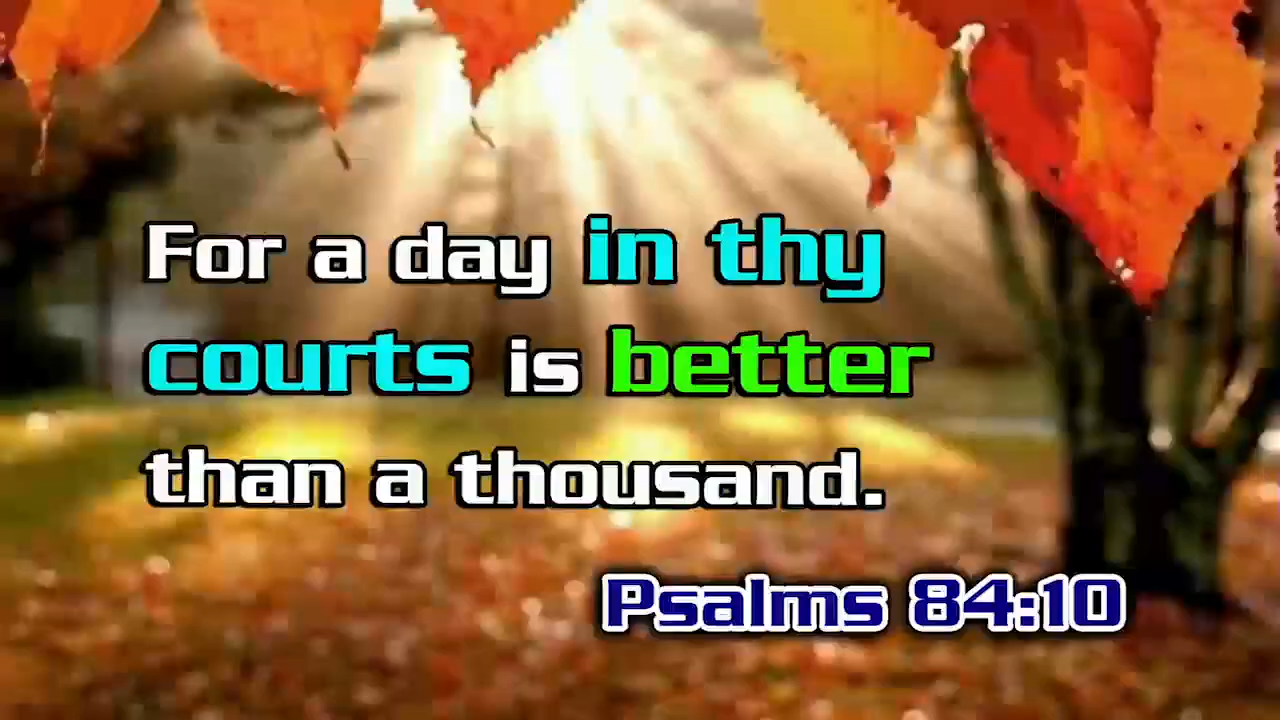 For a day in thy
courts is better
than a thousand.
Psalms 84:10